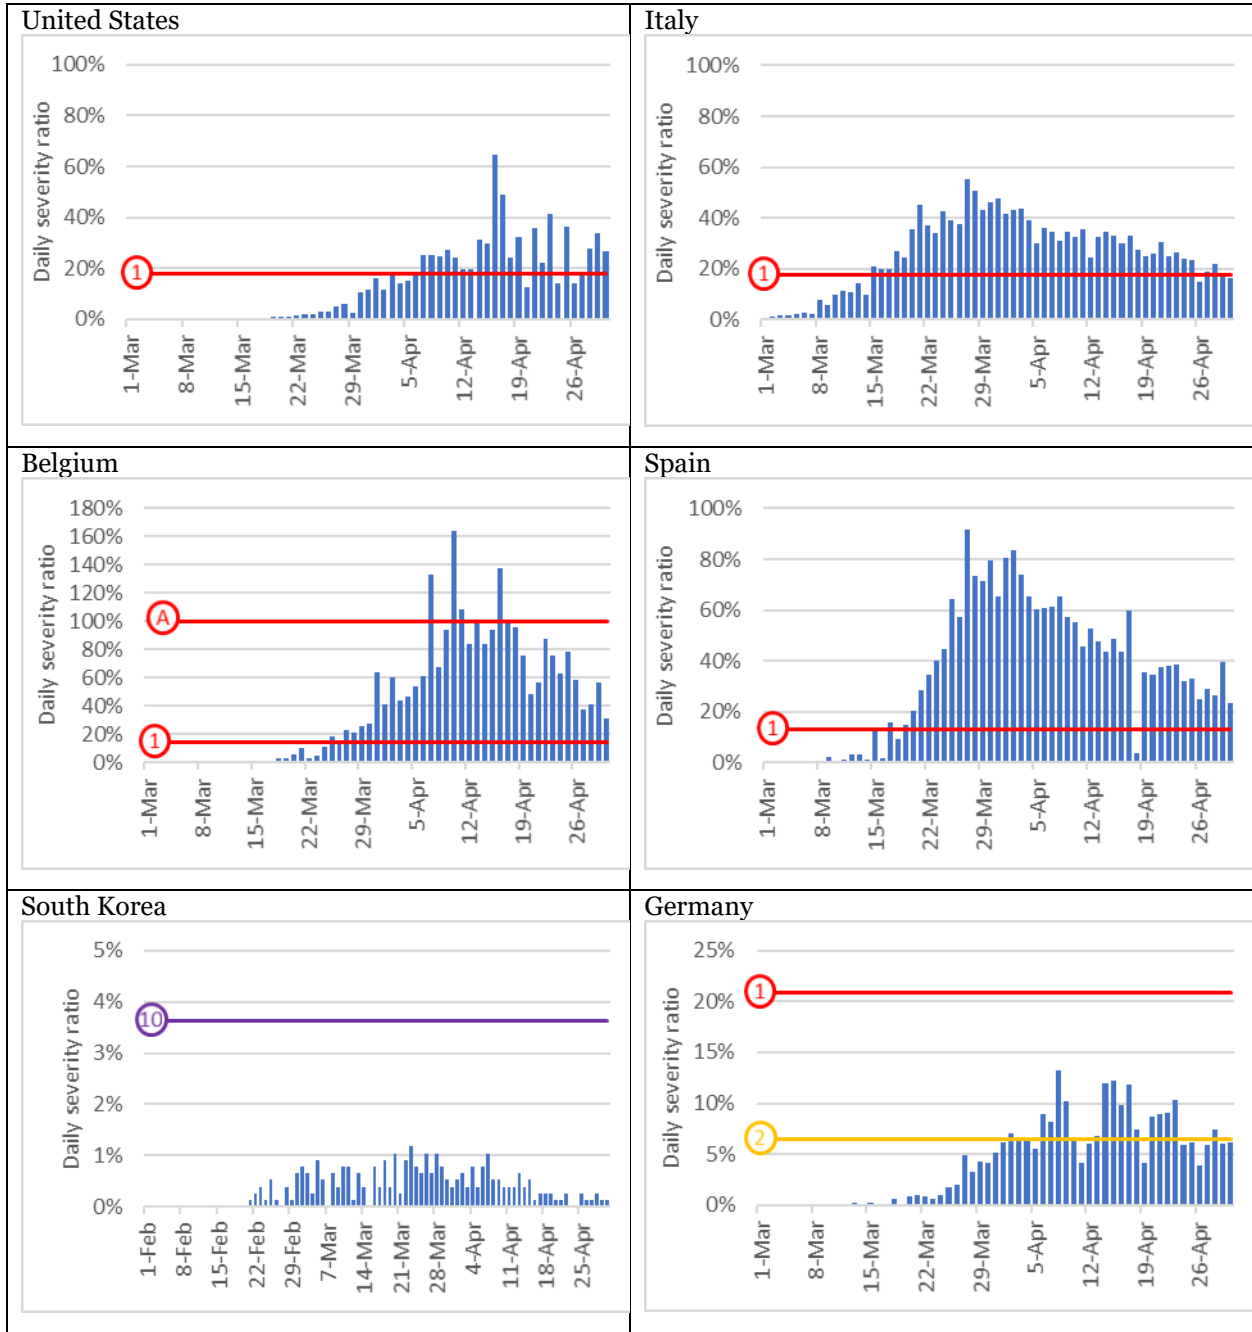 United States
Daily severity ratio
100%
80%
60%
40%
20%
0%
1
1-Mar
8-Mar
15-Mar
22-Mar
29-Mar
5-Apr
12-Apr
19-Apr
26-Apr
Italy
Daily severity ratio
100%
80%
60%
40%
20%
0%
1
1-Mar
8-Mar
15-Mar
22-Mar
29-Mar
5-Apr
12-Apr
19-Apr
26-Apr
Belgium
Daily severity ratio
180%
160%
140%
120%
100%
80%
60%
40%
20%
0%
A
1
1-Mar
8-Mar
15-Mar
22-Mar
29-Mar
5-Apr
12-Apr
19-Apr
26-Apr
Spain
Daily severity ratio
100%
80%
60%
40%
20%
0%
1
1-Mar
8-Mar
15-Mar
22-Mar
29-Mar
5-Apr
12-Apr
19-Apr
26-Apr
South Korea
Daily severity ratio
5%
4%
3%
2%
1%
0%
10
1-Feb
8-Feb
15-Feb
22-Feb
29-Feb
7-Mar
14-Mar
21-Mar
28-Mar
4-Apr
11-Apr
18-Apr
25-Apr
Germany
Daily severity ratio
25%
20%
15%
10%
5%
0%
1
2
1-Mar
8-Mar
15-Mar
22-Mar
29-Mar
5-Apr
12-Apr
19-Apr
26-Apr